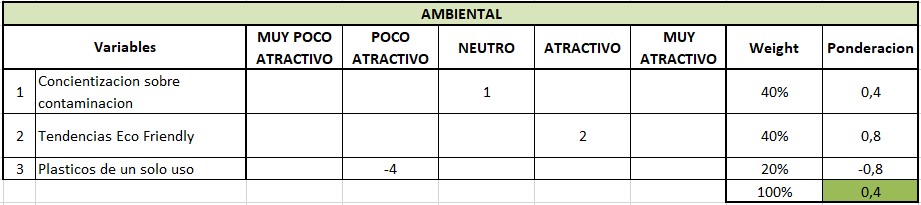 AMBIENTAL
Variables MUY POCO ATRACTIVO POCO ATRACTIVO NEUTRO ATRACTIVO MUY ATRACTIVO Weight Ponderacion
1 Concientizacion sobre contaminacion 1 40% 0,4
2 Tendencias Eco Friendly 2 40% 0,8
3 Plasticos de un solo uso -4 20% -0,8
100% 0,4